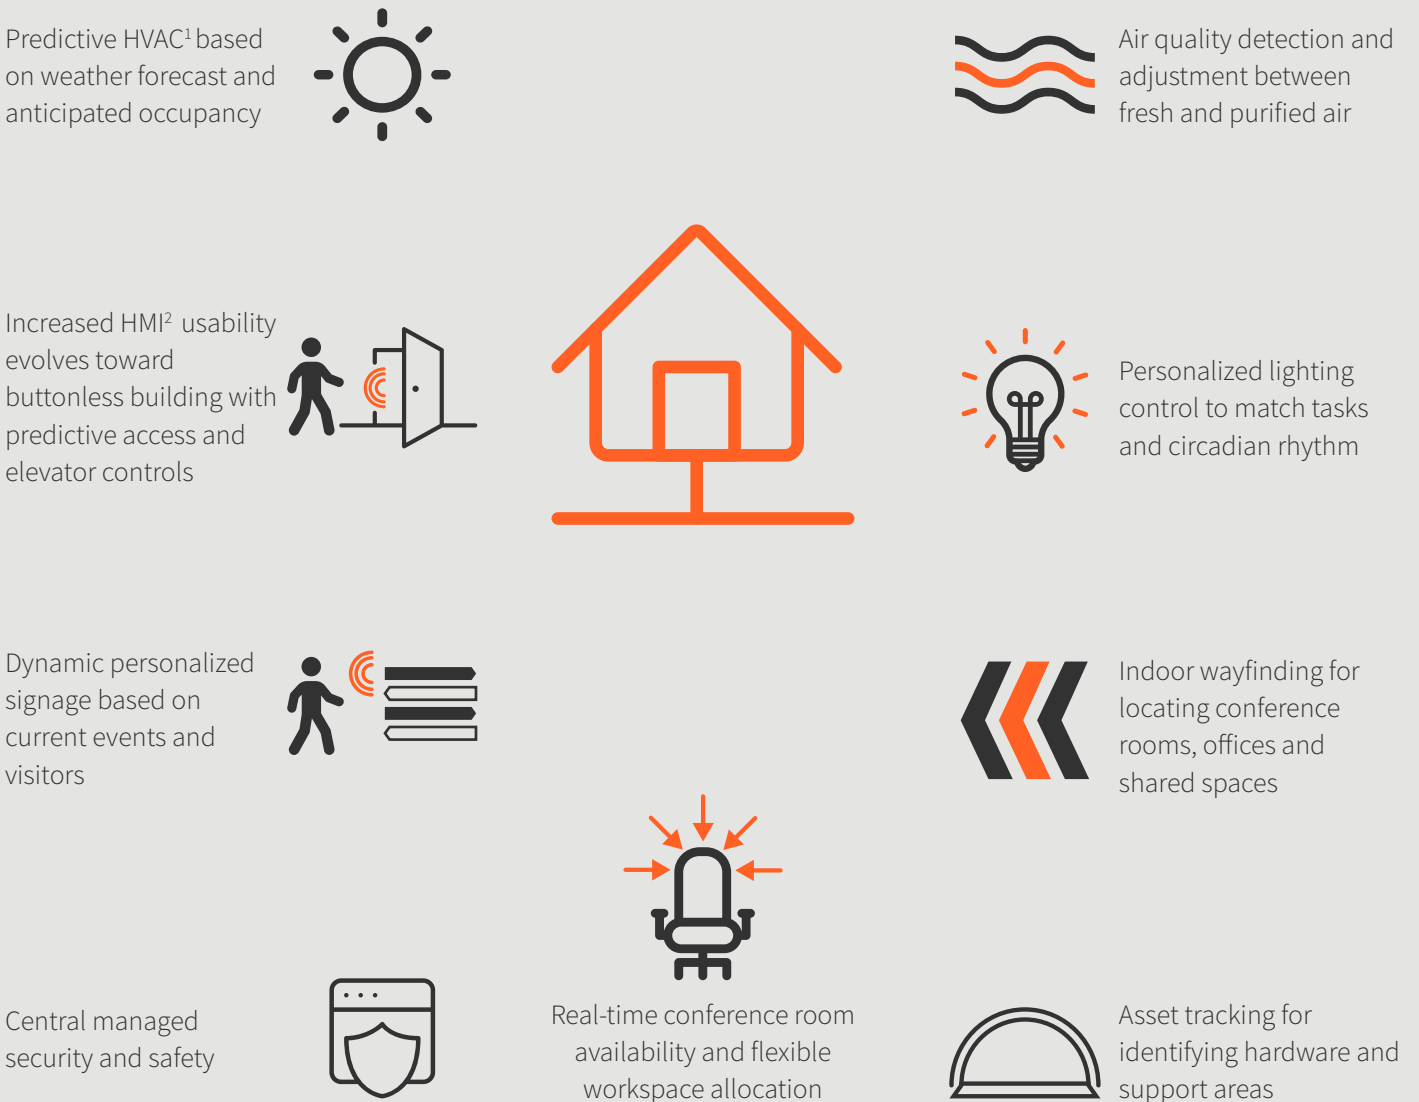 Predictive HVAC¹ based
on weather forecast and
anticipated occupancy
Air quality detection and
adjustment between
fresh and purified air
Increased HMI² usability
evolves toward
buttonless building with
predictive access and
elevator controls
Personalized lighting
control to match tasks
and circadian rhythm
Dynamic personalized
signage based on
current events and
visitors
Indoor wayfinding for
locating conference
rooms, offices and
shared spaces
Central managed
security and safety
Real-time conference room
availability and flexible
workspace allocation
Asset tracking for
identifying hardware and
support areas